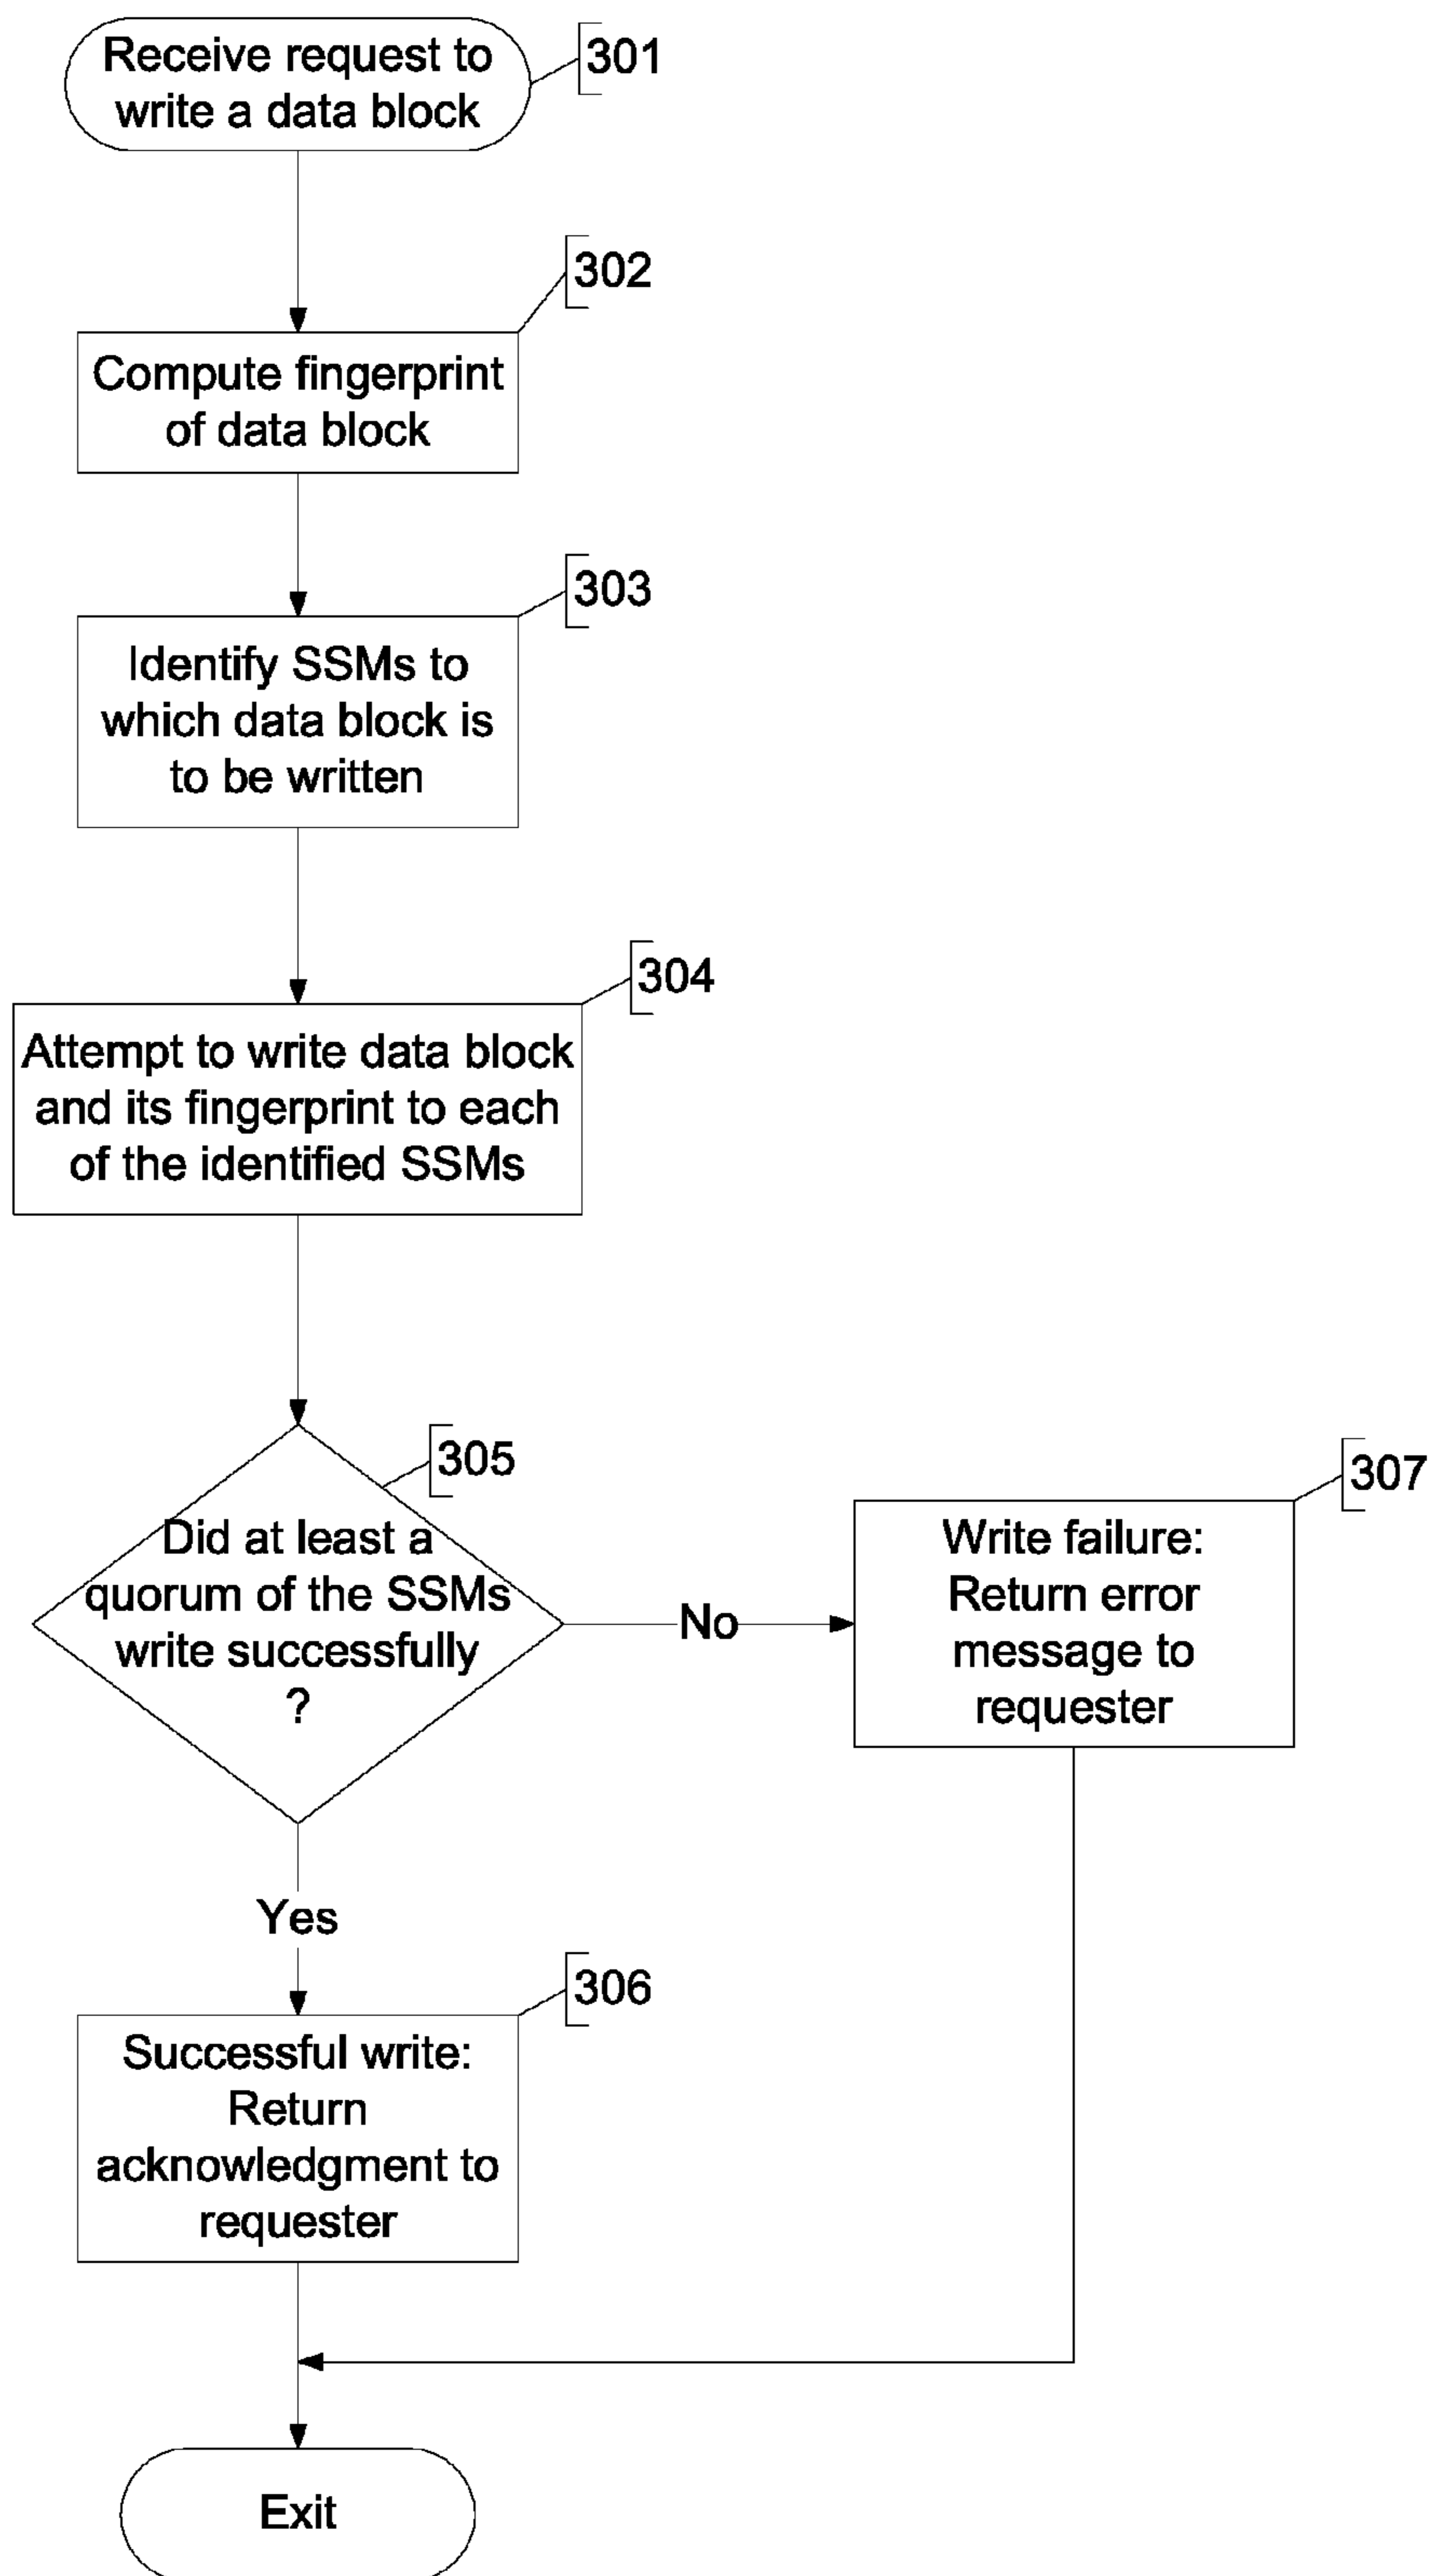 Receive request to
write a data block
301
302
Compute fingerprint
of data block
303
Identify SSMs to
which data block is
to be written
304
Attempt to write data block
and its fingerprint to each
of the identified SSMs
305
Did at least a
quorum of the SSMs
write successfully
?
No
307
Write failure:
Return error
message to
requester
Yes
306
Successful write:
Return
acknowledgment to
requester
Exit